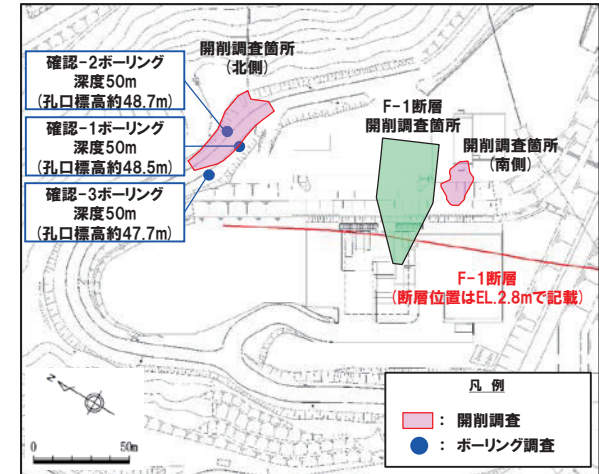 確認-2ボーリング
深度50m
(孔口標高約48.7m)
確認-1ボーリング
深度50m
(孔口標高約48.5m)
確認-3ボーリング
深度50m
(孔口標高約47.7m)
開削調査箇所
(北側)
F-1断層
開削調査箇所
開削調査箇所
(南側)
F-1断層
(断層位置はEL.2.8mで記載)
N
0 50m
凡 例
: 開削調査
: ボーリング調査